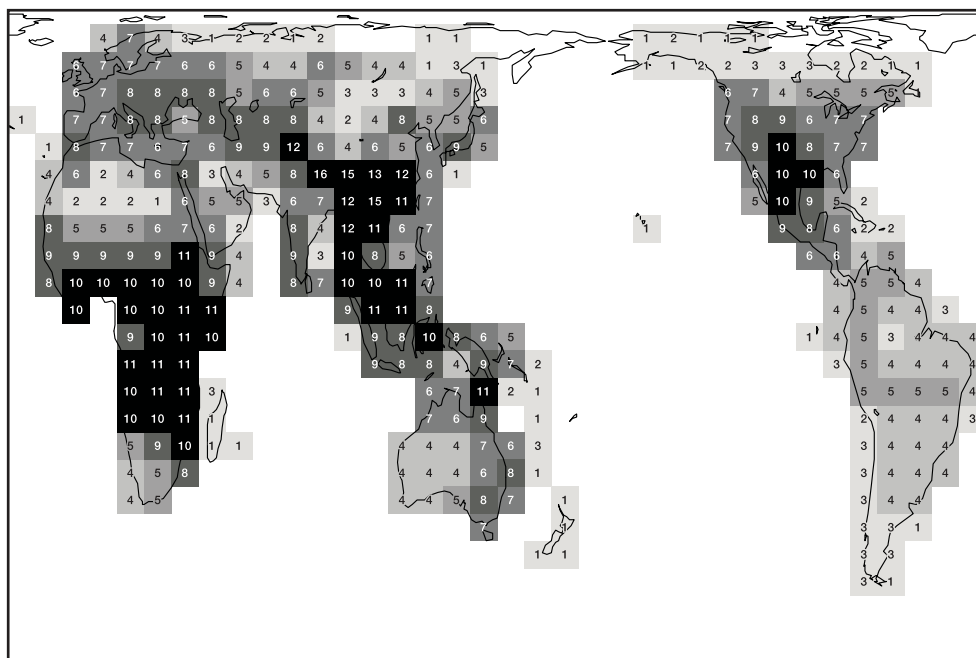 4 7 4 3 1 2 2 1 2 1 1 1 2 1 1
6 7 7 7 6 6 5 4 4 6 5 4 4 1 3 1 1 1 2 2 3 3 3 2 2 1 1
6 7 8 8 8 8 5 6 6 5 3 3 3 4 5 3 6 7 4 5 5 5 5
1 7 7 8 8 5 8 8 8 8 4 2 4 8 5 5 6 7 8 9 6 7 7
1 8 7 7 6 7 6 9 9 12 6 4 6 5 6 9 5 7 9 10 8 7 7
4 6 2 4 6 8 3 4 5 8 16 15 13 12 6 1 6 10 10 6
4 2 2 2 1 6 5 5 3 6 7 12 15 11 7 5 10 9 5 2
8 5 5 5 6 7 6 2 8 4 12 11 6 7 1 9 8 6 2 2
9 9 9 9 9 11 9 4 9 3 10 8 5 6 6 6 4 5
8 10 10 10 10 10 9 4 8 7 10 10 11 7 4 5 5 4
10 10 10 11 11 9 11 11 8 4 5 4 4 3
9 10 11 10 1 9 8 10 8 6 5 1 4 5 3 4 4 4
11 11 11 9 8 8 4 9 7 2 3 5 4 4 4 4
10 11 11 3 6 7 11 2 1 5 5 5 5 4
10 10 11 1 7 6 9 1 2 4 4 4 3
5 9 10 1 1 4 4 4 7 6 3 3 4 4 4
4 5 8 4 4 4 6 8 1 3 4 4 4
4 5 4 4 5 8 7 1 3 4 4
7 1 3 3 1
1 1 3 3
3 1